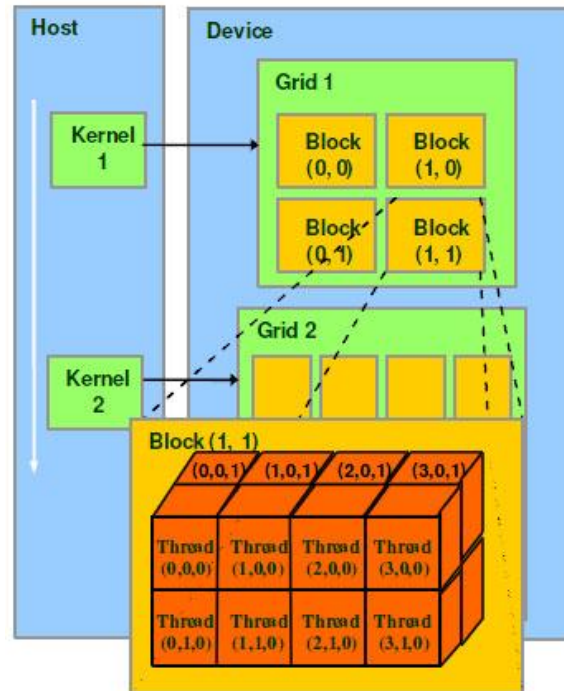 Host
Device
Grid 1
Kernel
1
Block
(0, 0)
Block
(1, 0)
Block
(0, 1)
Block
(1, 1)
Grid 2
Kernel
2
Block (1, 1)
(0,0,1)
(1,0,1)
(2,0,1)
(3,0,1)
Thread
(0,0,0)
Thread
(1,0,0)
Thread
(2,0,0)
Thread
(3,0,0)
Thread
(0,1,0)
Thread
(1,1,0)
Thread
(2,1,0)
Thread
(3,1,0)